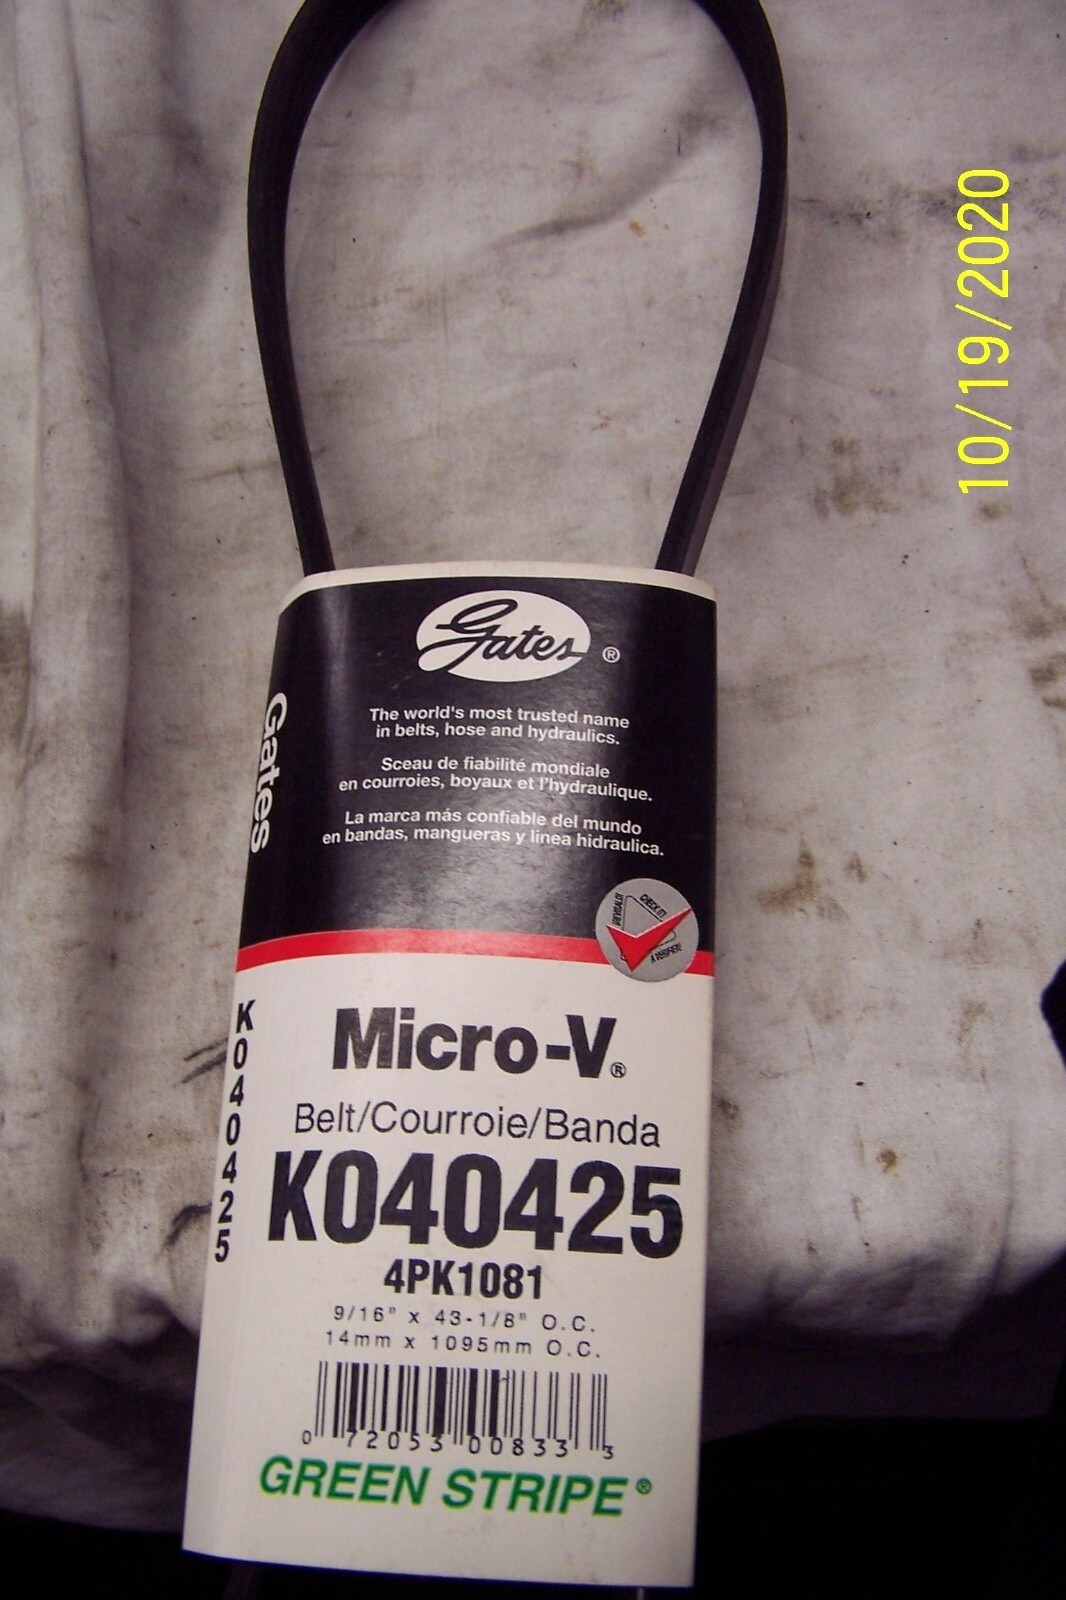 10/19/2020
Gates ®
The world's most trusted name
in belts, hose and hydraulics.
Sceau de fiabilité mondiale
en courroies, boyaux et l'hydraulique.
La marca más confiable del mundo
en bandas, mangueras y linea hidraulica.
Gates
CHECK IT!
K040425
Micro-V®
Belt/Courroie/Banda
K040425
4PK1081
9/16" x 43-1/8" O.C.
14mm x 1095mm O.C.
0 72053 00833 3
GREEN STRIPE®